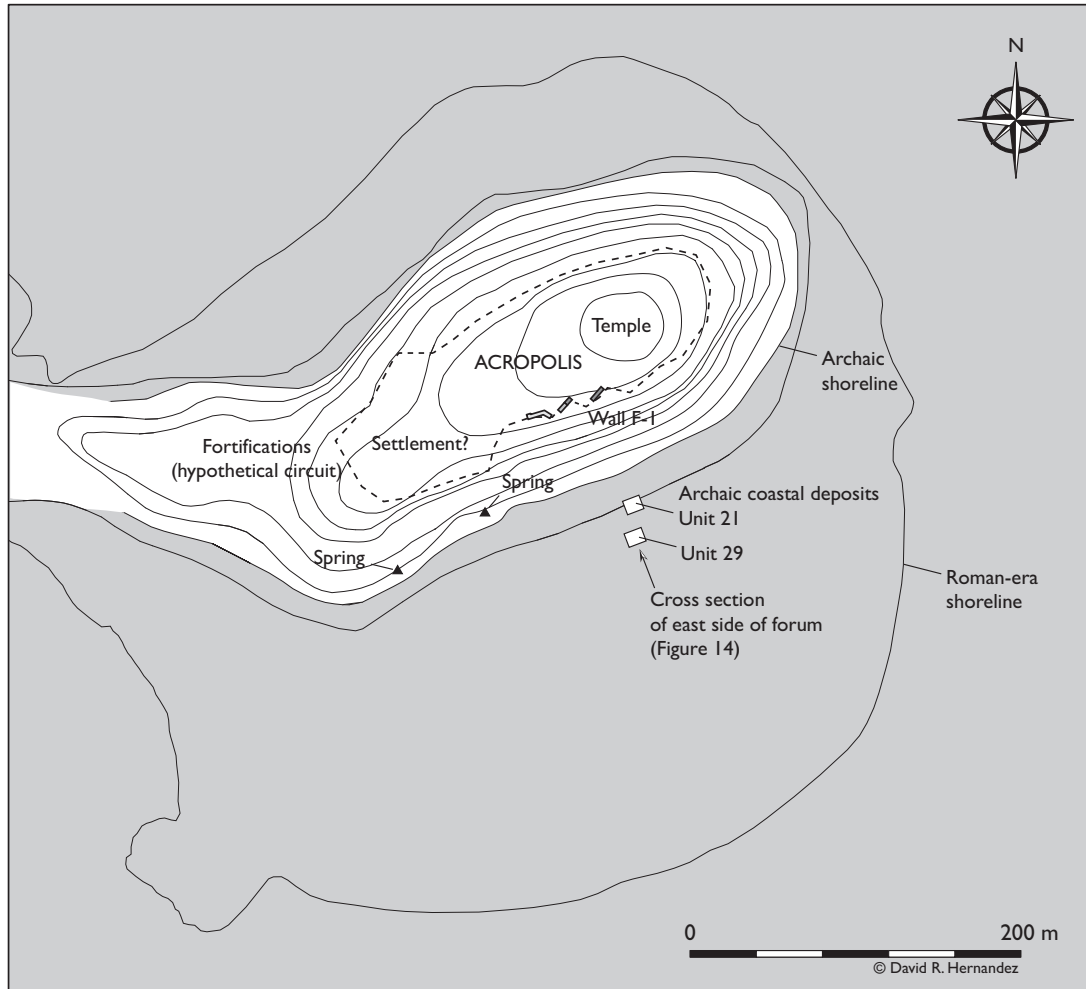 N
Temple
ACROPOLIS
Archaic
shoreline
Wall F-1
Fortifications
(hypothetical circuit)
Settlement?
Spring
Archaic coastal deposits
Unit 21
Spring
Unit 29
Roman-era
shoreline
Cross section
of east side of forum
(Figure 14)
0 200 m
© David R. Hernandez